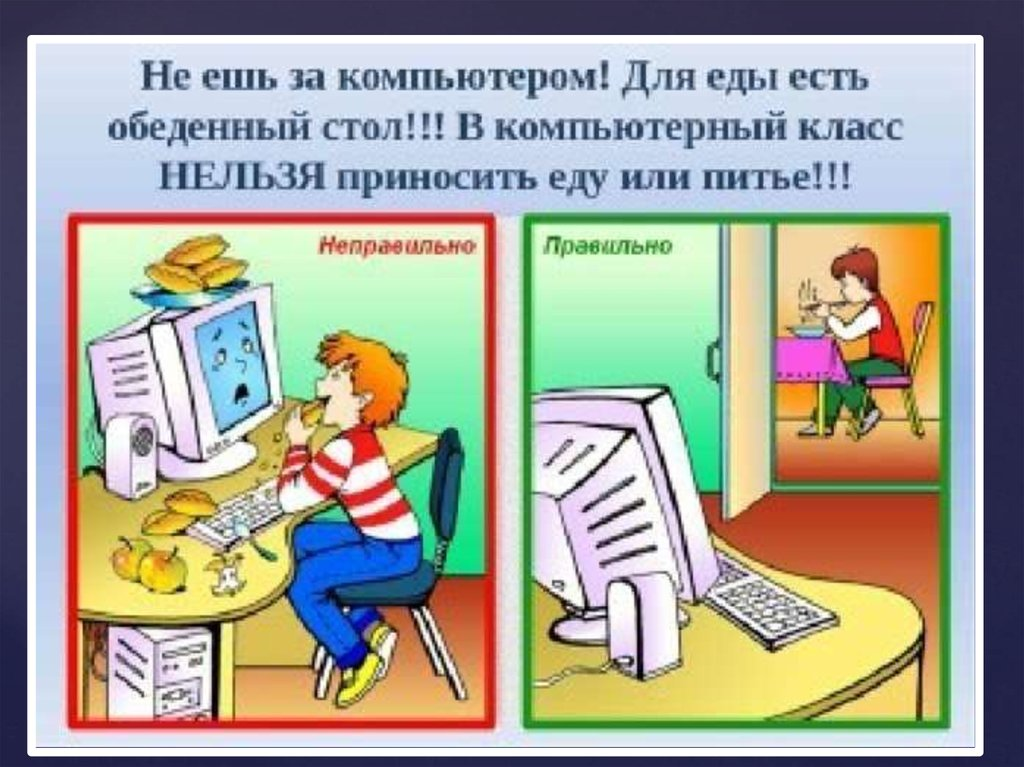 Не ешь за компьютером! Для еды есть
обеденный стол!!! В компьютерный класс
НЕЛЬЗЯ приносить еду или питье!!!
Неправильно
Правильно